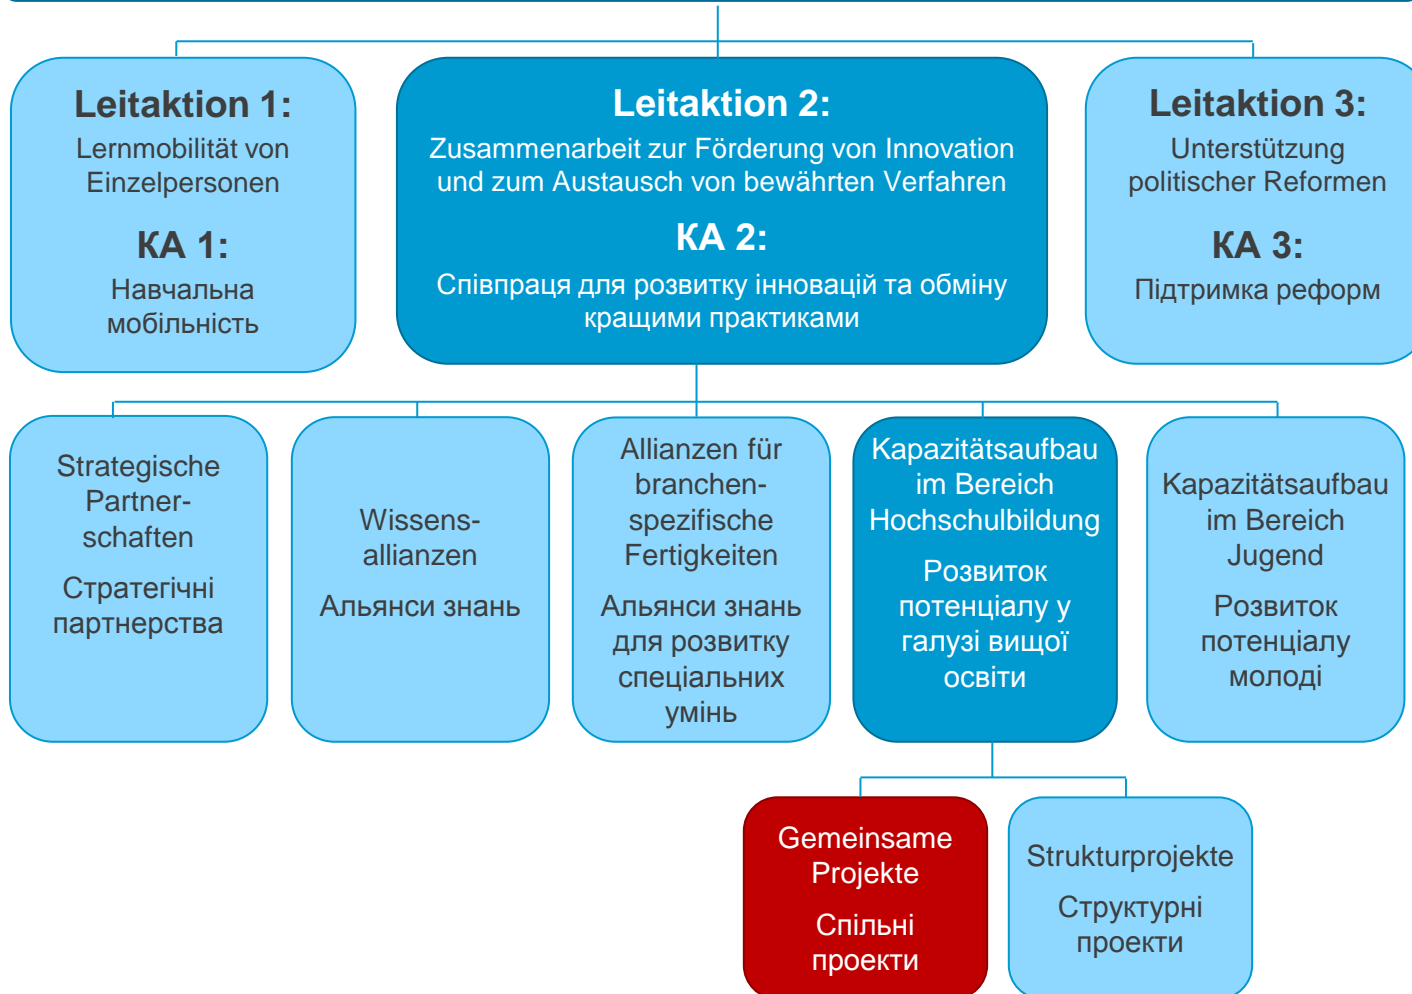 Leitaktion 1:
Lernmobilität von
Einzelpersonen
КА 1:
Навчальна
мобільність
Leitaktion 2:
Zusammenarbeit zur Förderung von Innovation
und zum Austausch von bewährten Verfahren
КА 2:
Співпраця для розвитку інновацій та обміну
кращими практиками
Leitaktion 3:
Unterstützung
politischer Reformen
КА 3:
Підтримка реформ
Strategische
Partner-
schaften
Стратегічні
партнерства
Wissens-
allianzen
Альянси знань
Allianzen für
branchen-
spezifische
Fertigkeiten
Альянси знань
для розвитку
спеціальних
умінь
Kapazitätsaufbau
im Bereich
Hochschulbildung
Розвиток
потенціалу у
галузі вищої
освіти
Kapazitätsaufbau
im Bereich
Jugend
Розвиток
потенціалу
молоді
Gemeinsame
Projekte
Спільні
проекти
Strukturprojekte
Структурні
проекти